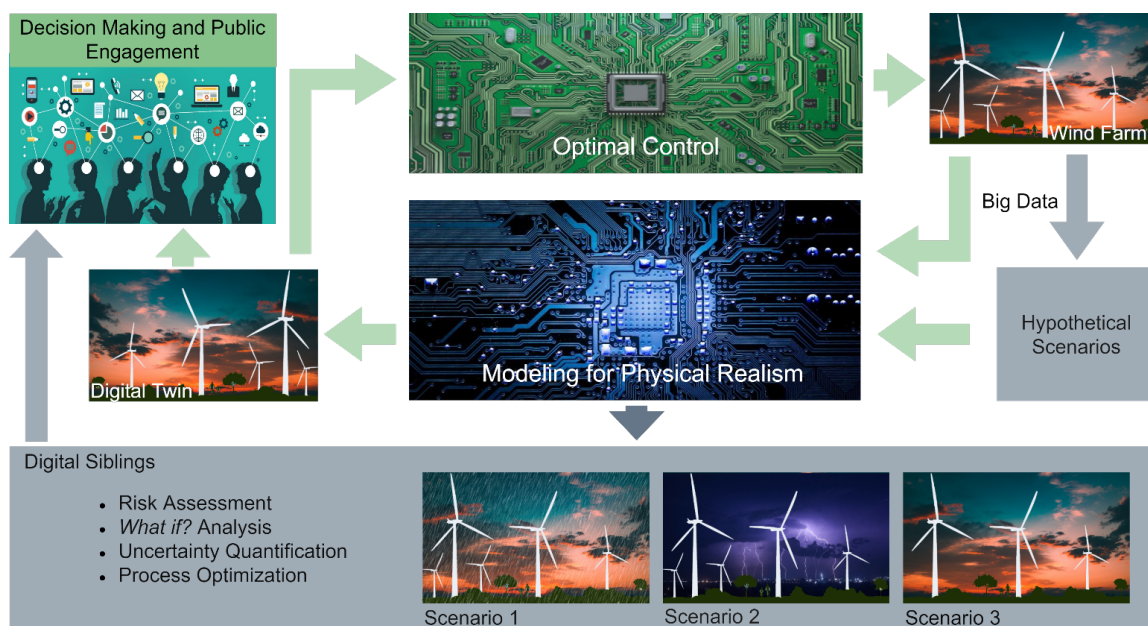 Decision Making and Public
Engagement
Optimal Control
Wind Farm
Big Data
Hypothetical
Scenarios
Modeling for Physical Realism
Digital Twin
Digital Siblings
• Risk Assessment
• What if? Analysis
• Uncertainty Quantification
• Process Optimization
Scenario 1
Scenario 2
Scenario 3